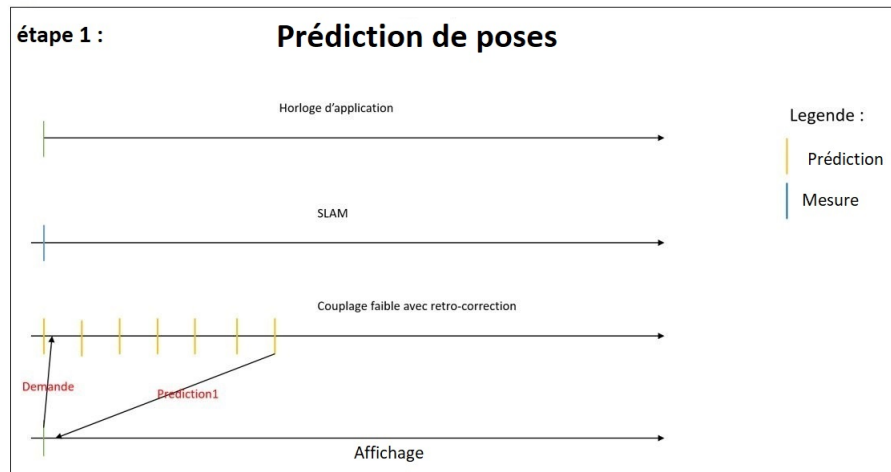 étape 1 :
Prédiction de poses
Horloge d’application
Legende :
Prédiction
Mesure
SLAM
Couplage faible avec retro-correction
Demande
Prediction1
Affichage